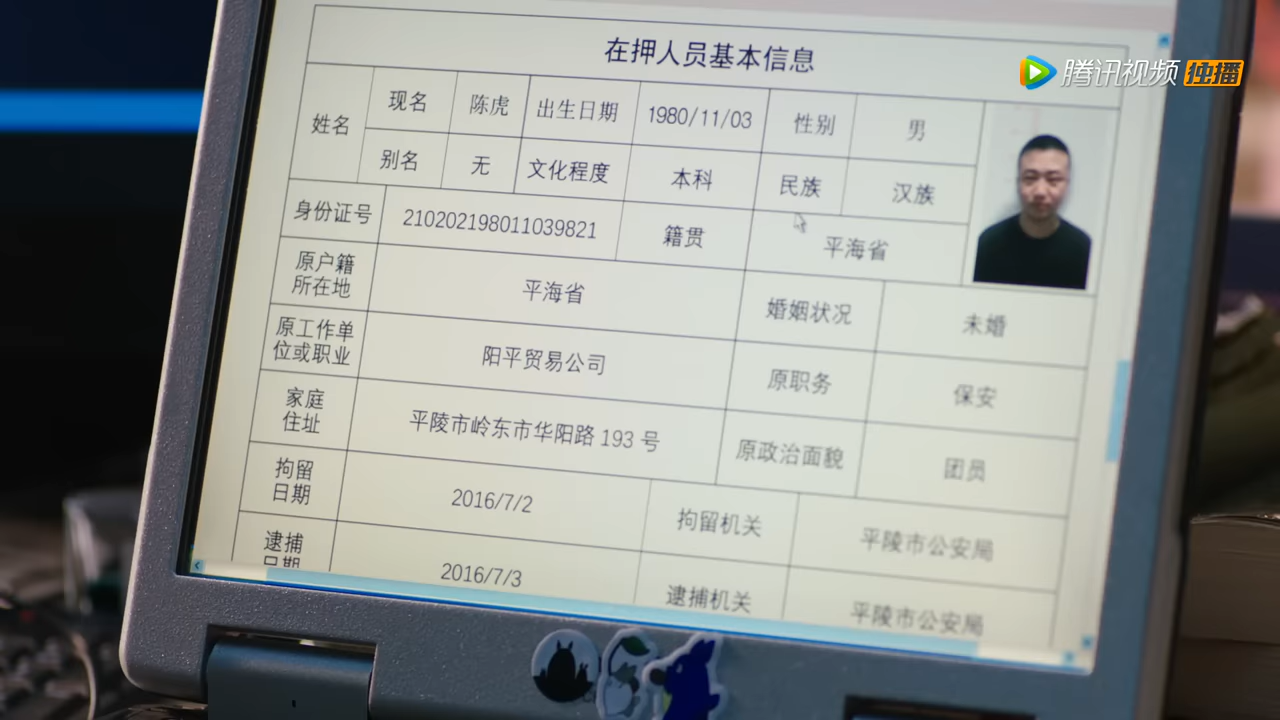 在押人员基本信息
腾讯视频 独播
姓名 现名 陈虎 出生日期 1980/11/03 性别 男
别名 无 文化程度 本科 民族 汉族
身份证号 210202198011039821 籍贯 平海省
原户籍
所在地 平海省 婚姻状况 未婚
原工作单
位或职业 阳平贸易公司 原职务 保安
家庭
住址 平陵市岭东市华阳路 193 号 原政治面貌 团员
拘留
日期 2016/7/2 拘留机关 平陵市公安局
逮捕
日期 2016/7/3 逮捕机关 平陵市公安局